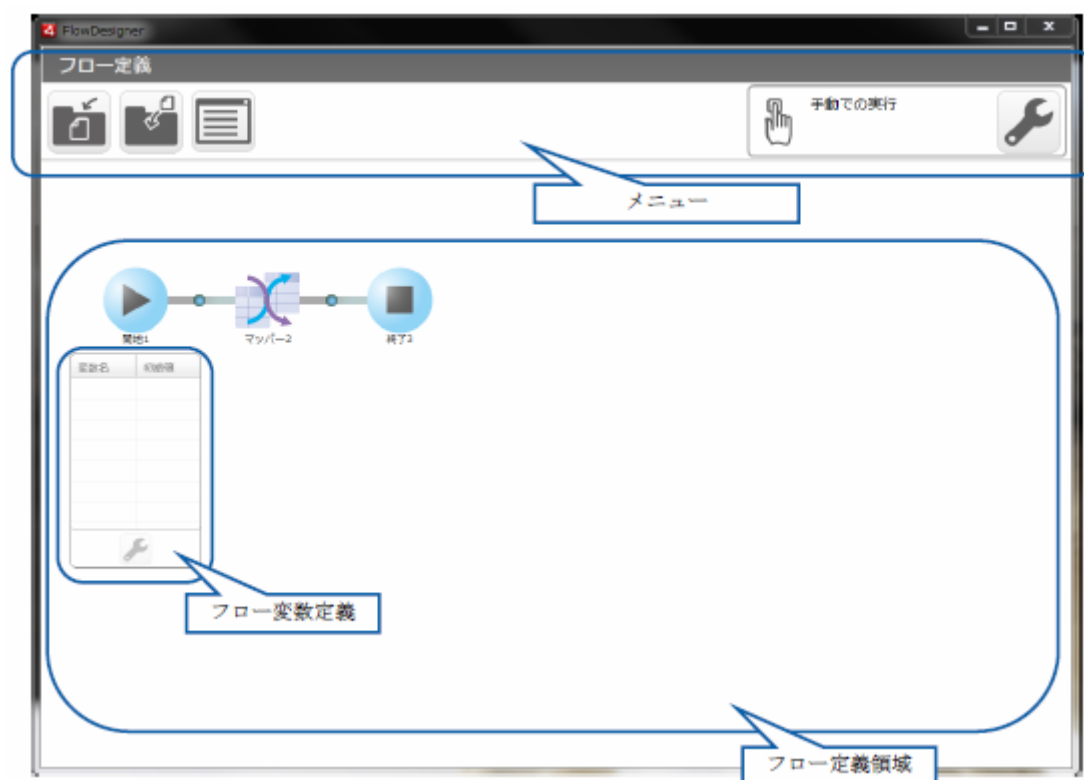 FlowDesigner
フロー定義
手動での実行
メニュー
開始1
マッパー2
終了3
変数名 初期値
フロー変数定義
フロー定義領域